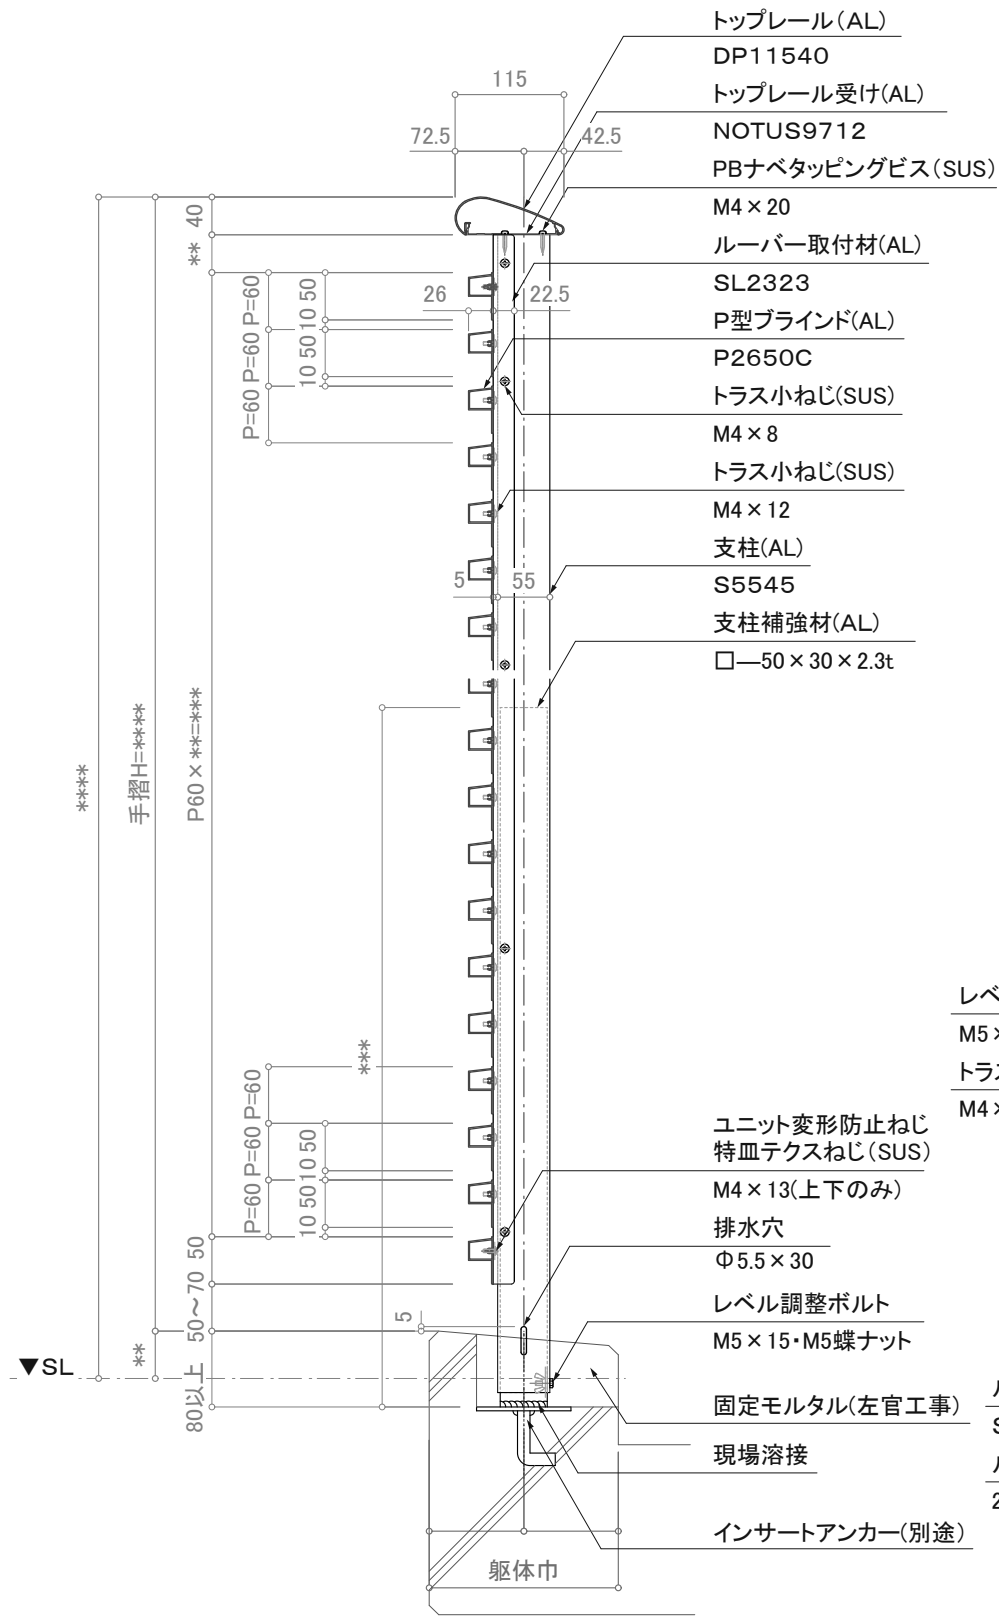 トップレール(AL)
DP11540
トップレール受け(AL)
NOTUS9712
PBナベタッピングビス(SUS)
M4×20
ルーバー取付材(AL)
SL2323
P型ブラインド(AL)
P2650C
トラス小ねじ(SUS)
M4×8
トラス小ねじ(SUS)
M4×12
支柱(AL)
S5545
支柱補強材(AL)
□―50×30×2.3t
115
72.5
42.5
40
**
26
22.5
P=60 P=60 P=60
10 50 10 50
5
55
****
手摺H=****
P60×**=****
***
P=60 P=60 P=60
10 50 10 50
50
50～70
5
**
80以上
▼SL
ユニット変形防止ねじ
特皿テクスねじ(SUS)
M4×13(上下のみ)
排水穴
Φ5.5×30
レベル調整ボルト
M5×15・M5蝶ナット
固定モルタル(左官工事)
現場溶接
インサートアンカー(別途)
躯体巾
レベ
M5×
トラス
M4×
S
2